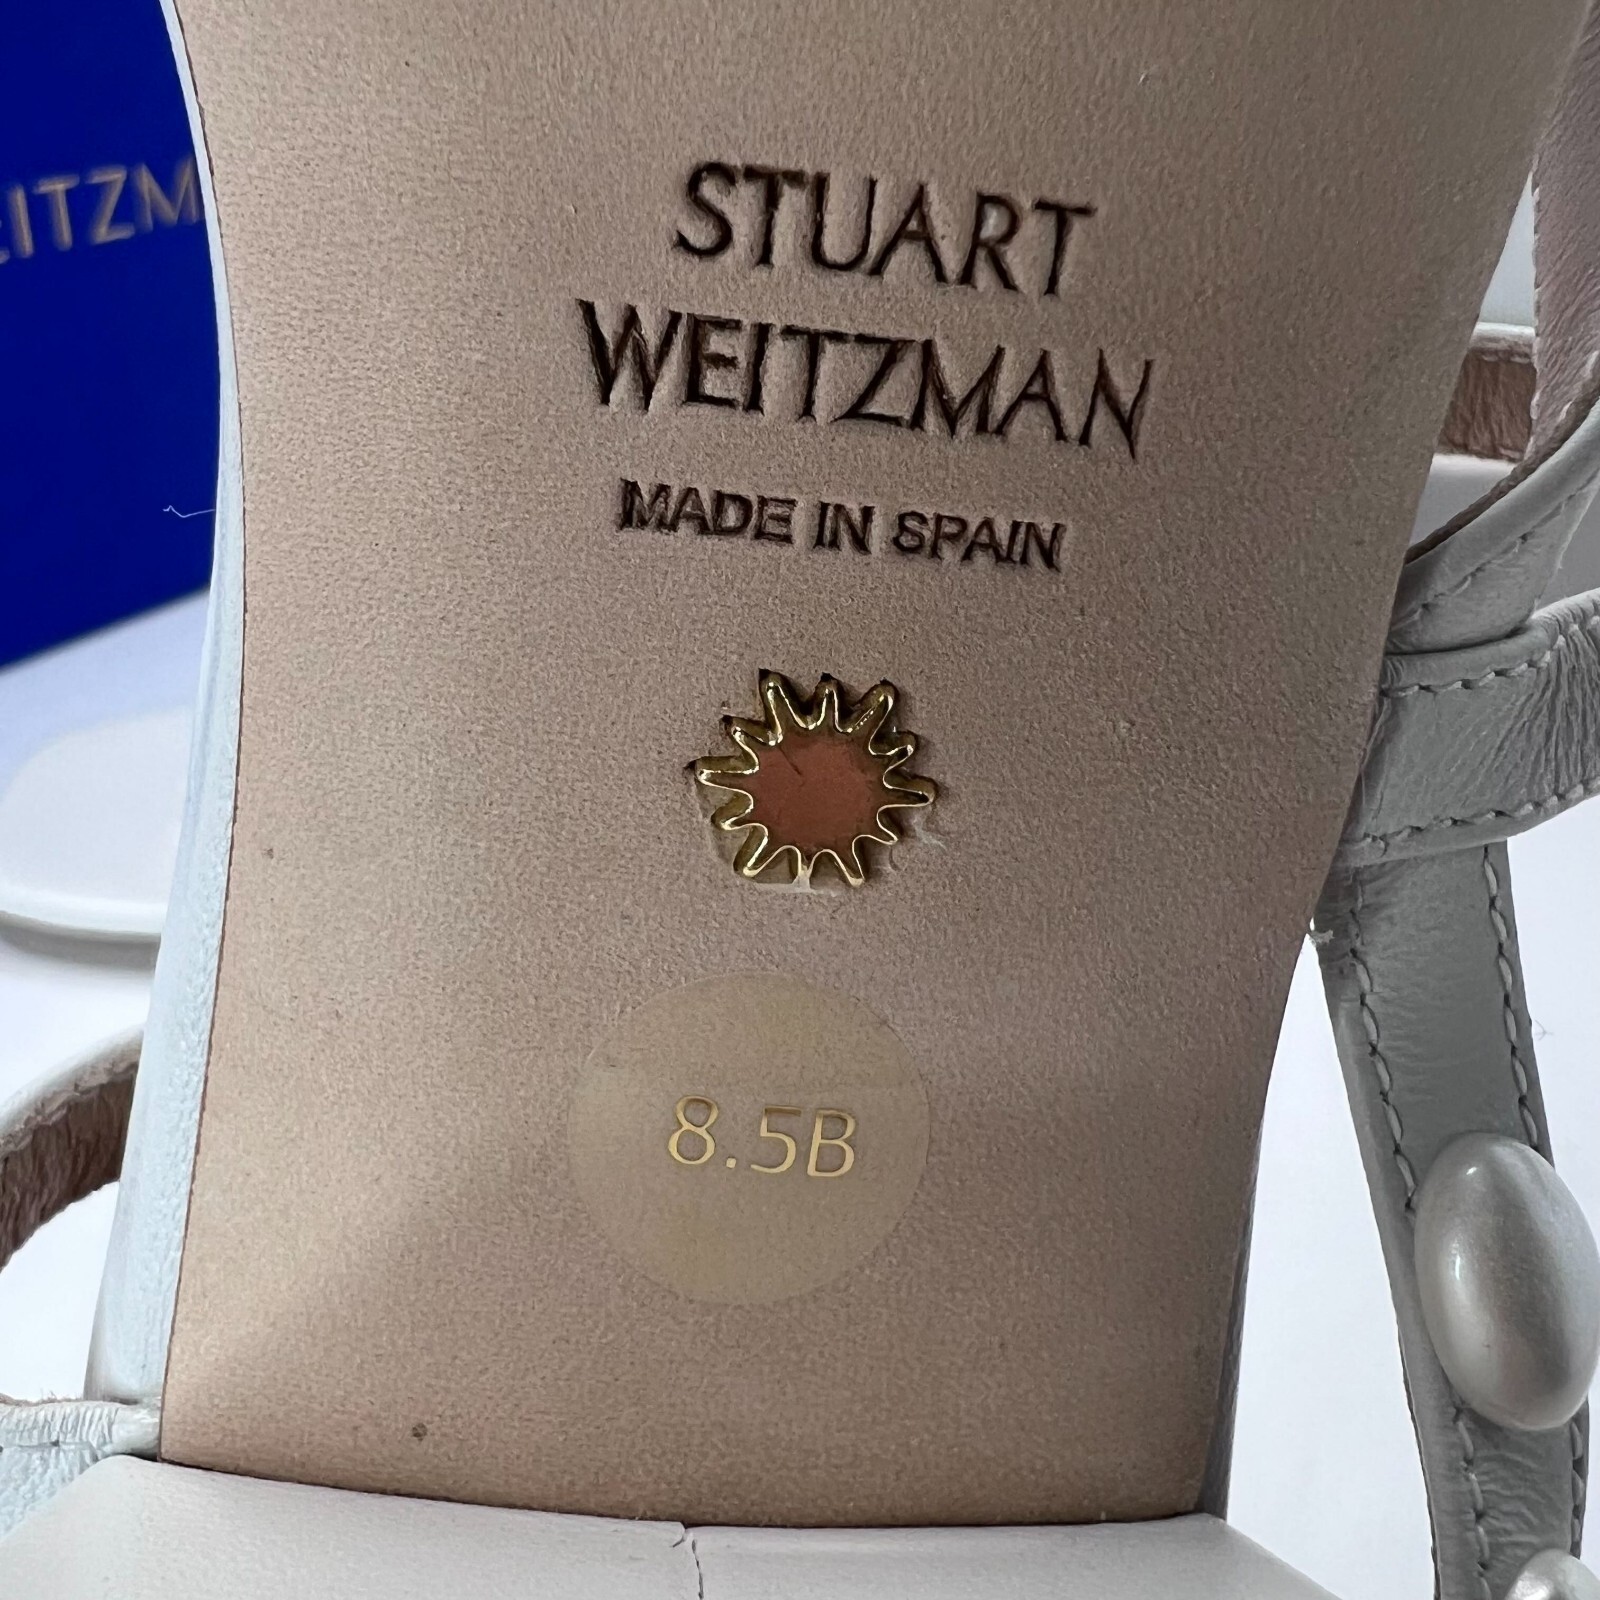 STUART
WEITZMAN
MADE IN SPAIN
8.5B
EITZM